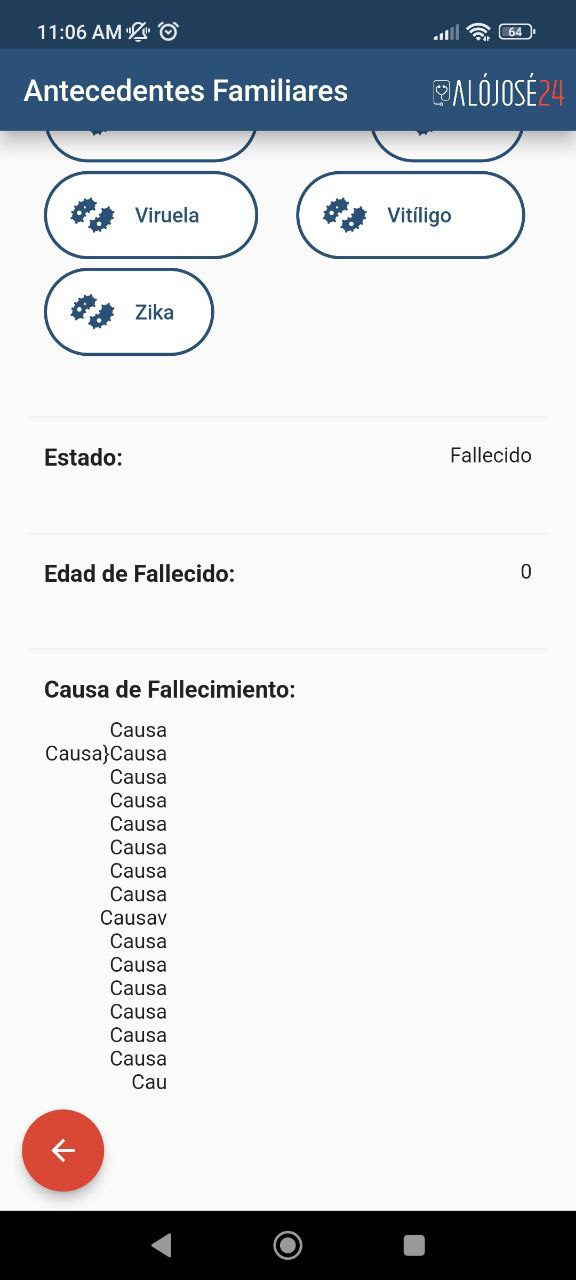 11:06 AM
64
Antecedentes Familiares
ALÓJOSÉ24
Viruela
Vitíligo
Zika
Estado:
Fallecido
Edad de Fallecido:
0
Causa de Fallecimiento:
Causa
Causa}Causa
Causa
Causa
Causa
Causa
Causa
Causa
Causav
Causa
Causa
Causa
Causa
Causa
Causa
Cau